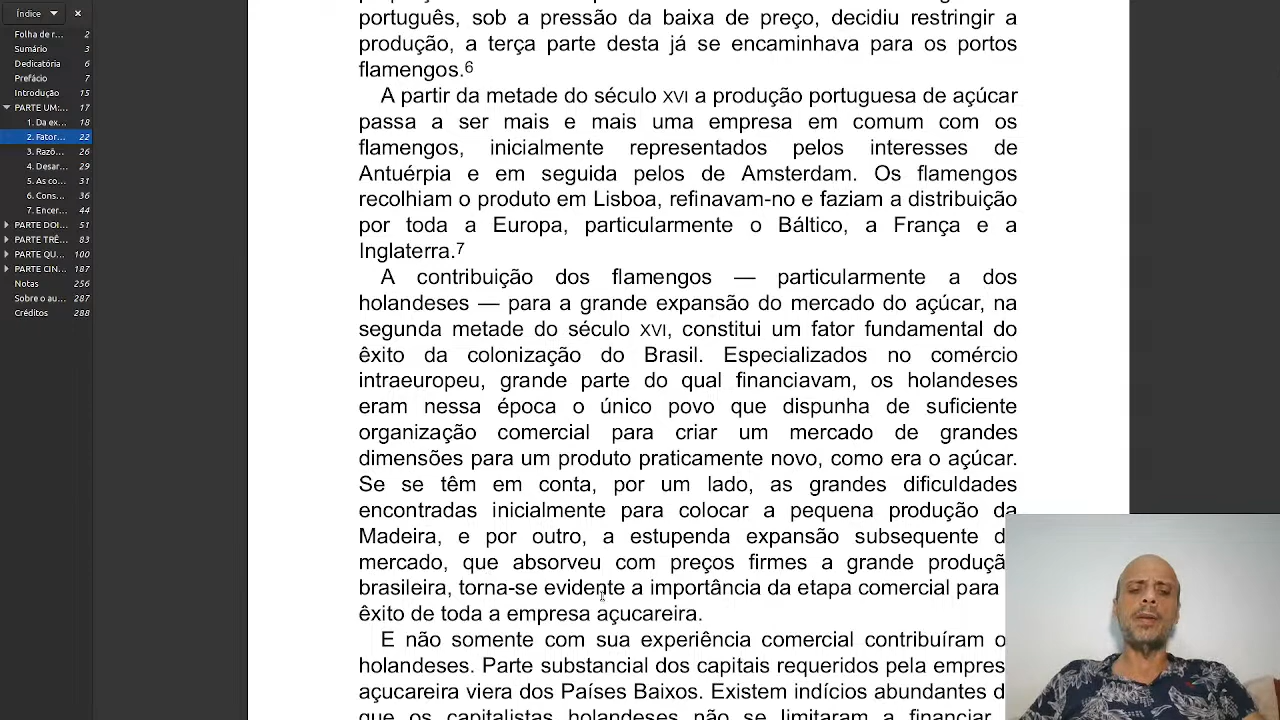 Índice
Folha de r... 2
Sumário 3
Dedicatória 6
Prefácio 7
Introdução 15
PARTE UM:... 17
1. Da ex... 18
2. Fator... 22
3. Razõ... 26
4. Desar... 29
5. As co... 31
6. Cons... 36
7. Encer... 44
PARTE DOI... 51
PARTE TRÊ... 83
PARTE QU... 100
PARTE CIN... 187
Notas 256
Sobre o au... 287
Créditos 288
português, sob a pressão da baixa de preço, decidiu restringir a
produção, a terça parte desta já se encaminhava para os portos
flamengos.6
A partir da metade do século XVI a produção portuguesa de açúcar
passa a ser mais e mais uma empresa em comum com os
flamengos, inicialmente representados pelos interesses de
Antuérpia e em seguida pelos de Amsterdam. Os flamengos
recolhiam o produto em Lisboa, refinavam-no e faziam a distribuição
por toda a Europa, particularmente o Báltico, a França e a
Inglaterra.7
A contribuição dos flamengos — particularmente a dos
holandeses — para a grande expansão do mercado do açúcar, na
segunda metade do século XVI, constitui um fator fundamental do
êxito da colonização do Brasil. Especializados no comércio
intraeuropeu, grande parte do qual financiavam, os holandeses
eram nessa época o único povo que dispunha de suficiente
organização comercial para criar um mercado de grandes
dimensões para um produto praticamente novo, como era o açúcar.
Se se têm em conta, por um lado, as grandes dificuldades
encontradas inicialmente para colocar a pequena produção da
Madeira, e por outro, a estupenda expansão subsequente d
mercado, que absorveu com preços firmes a grande produçã
brasileira, torna-se evidente a importância da etapa comercial para
êxito de toda a empresa açucareira.
E não somente com sua experiência comercial contribuíram o
holandeses. Parte substancial dos capitais requeridos pela empres
açucareira viera dos Países Baixos. Existem indícios abundantes d
que os capitalistas holandeses não se limitaram a financiar